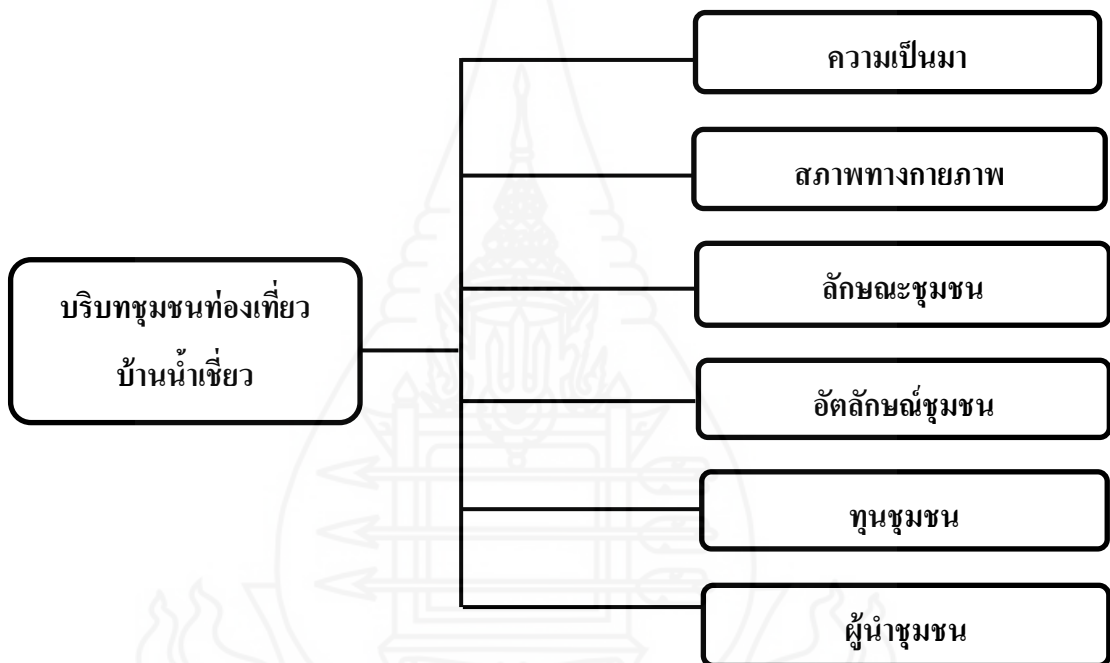 บริบทชุมชนท่องเที่ยว
บ้านน้ำเชี่ยว
ความเป็นมา
สภาพทางกายภาพ
ลักษณะชุมชน
อัตลักษณ์ชุมชน
ทุนชุมชน
ผู้นำชุมชน